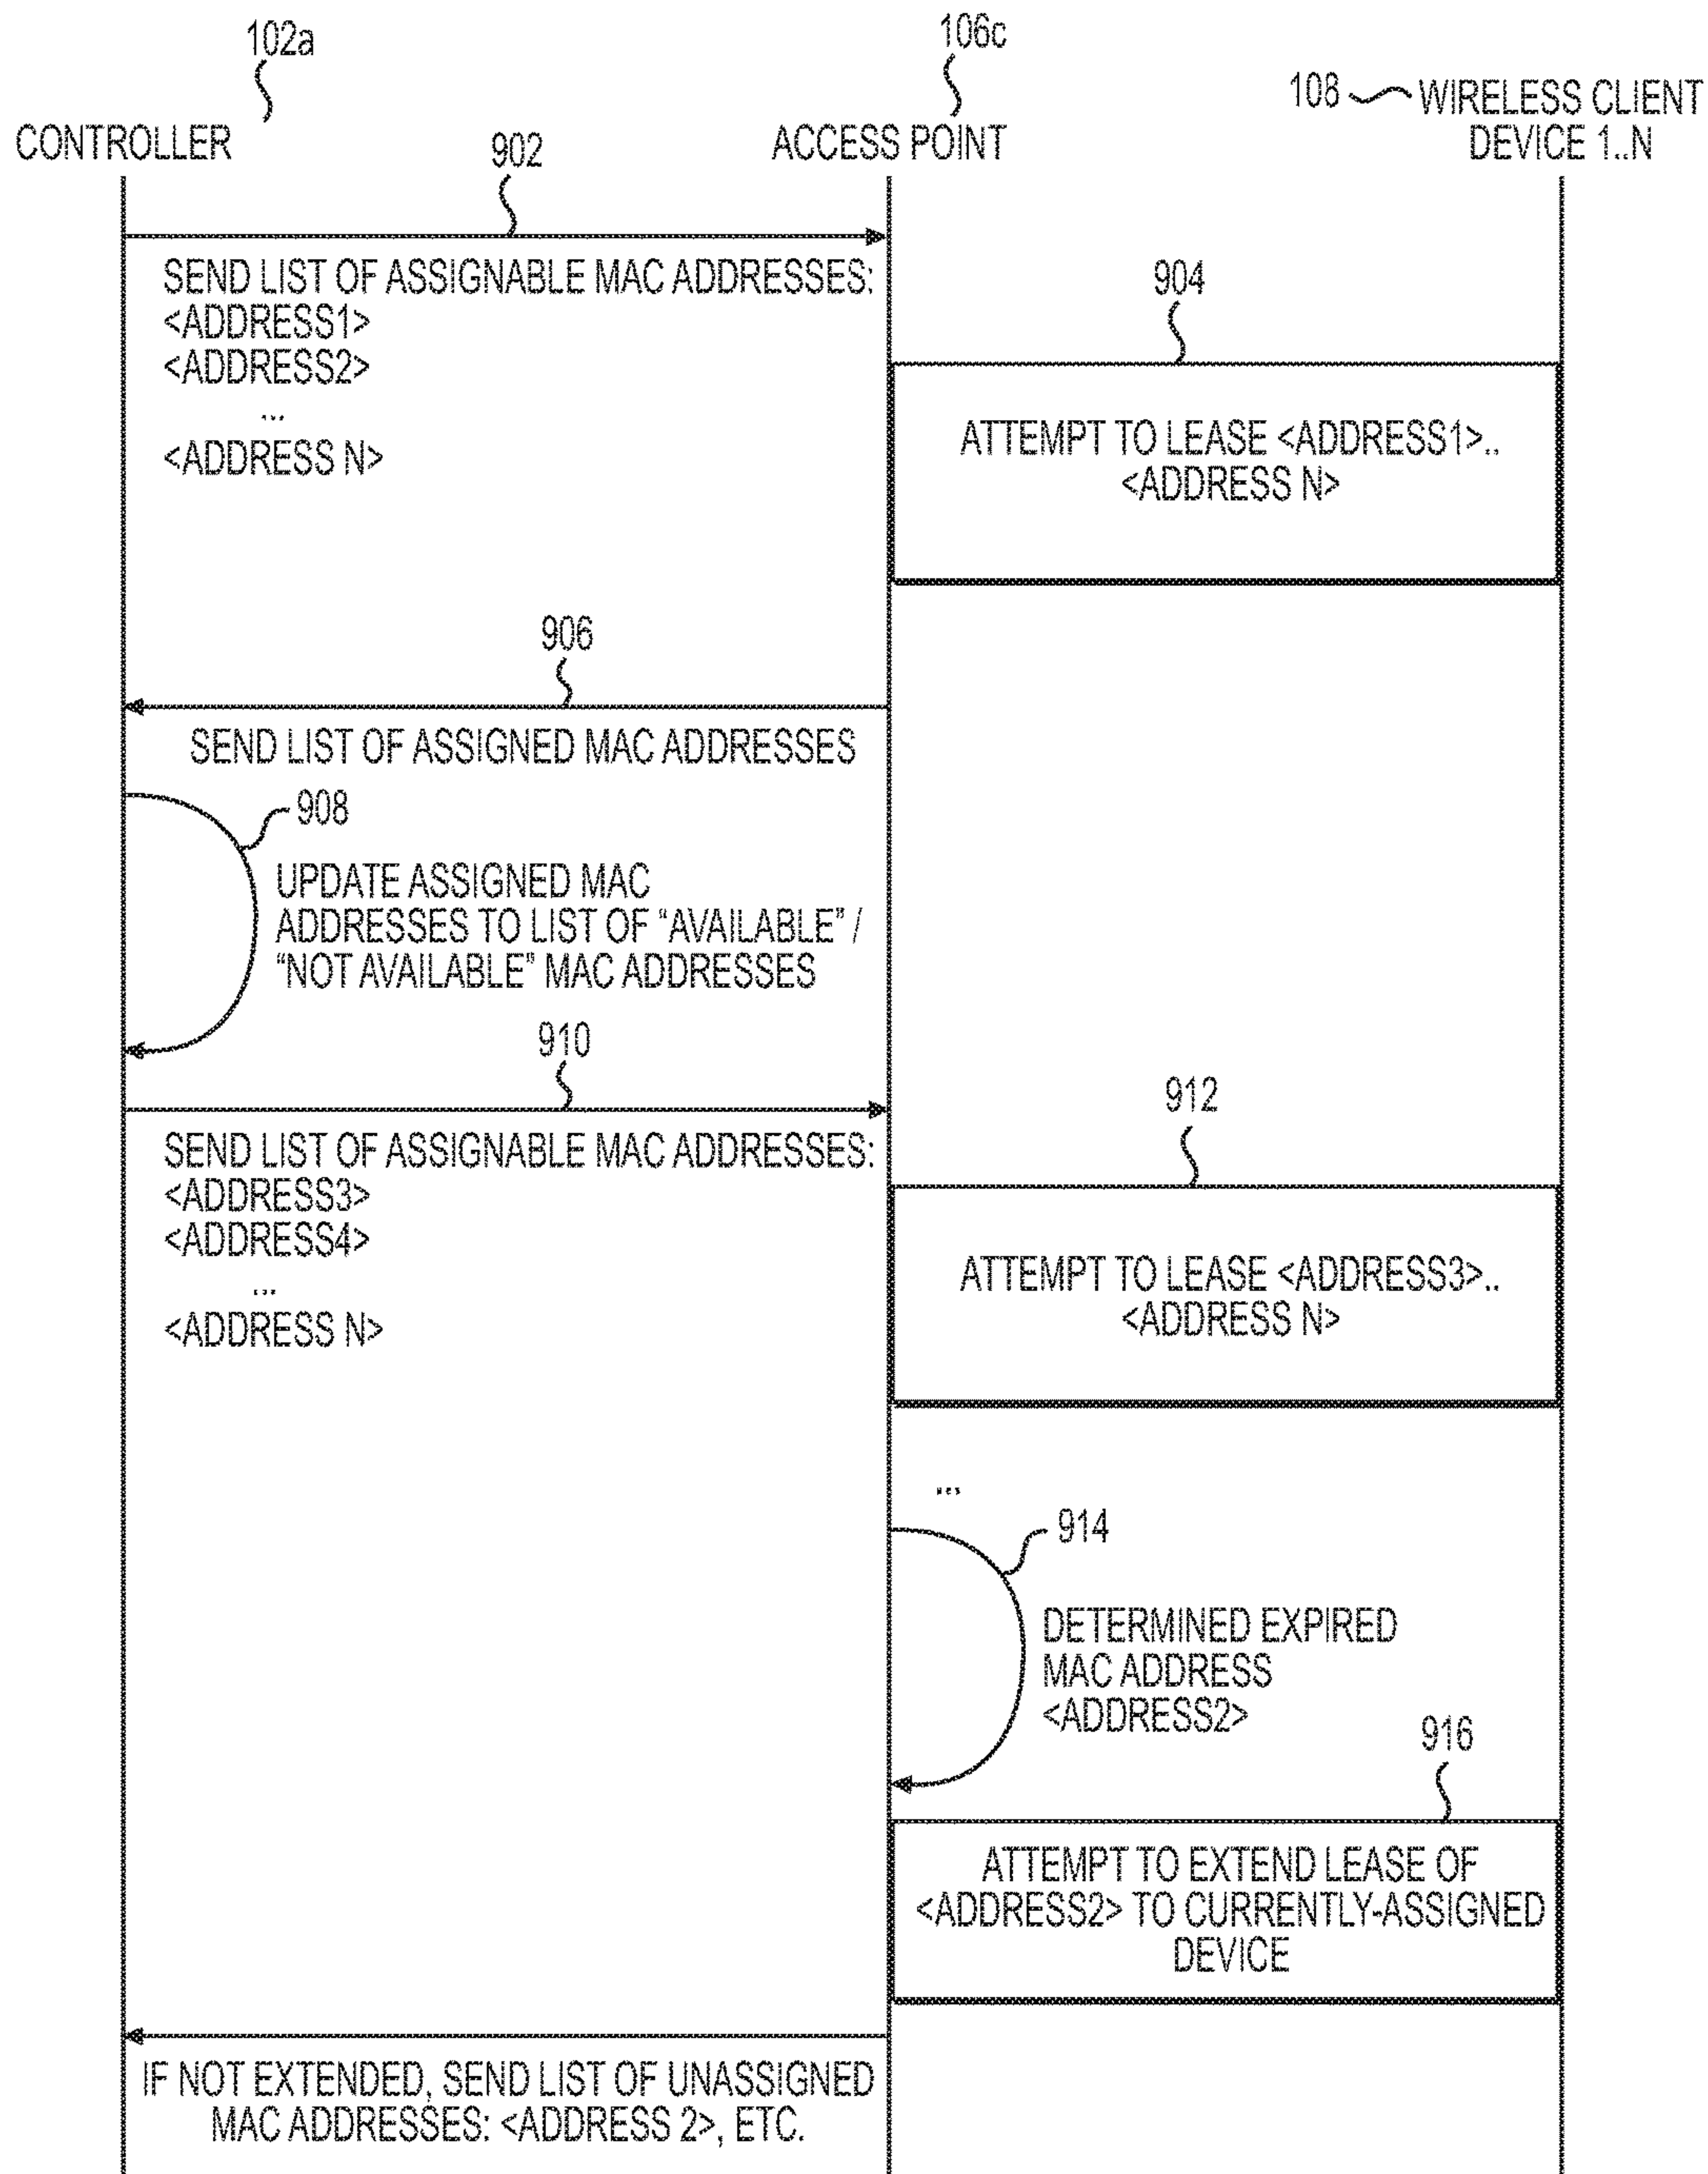 102a
106c
108
WIRELESS CLIENT
DEVICE 1..N
CONTROLLER
ACCESS POINT
902
SEND LIST OF ASSIGNABLE MAC ADDRESSES:
<ADDRESS1>
<ADDRESS2>
...
<ADDRESS N>
904
ATTEMPT TO LEASE <ADDRESS1>..
<ADDRESS N>
906
SEND LIST OF ASSIGNED MAC ADDRESSES
908
UPDATE ASSIGNED MAC
ADDRESSES TO LIST OF "AVAILABLE" /
"NOT AVAILABLE" MAC ADDRESSES
910
SEND LIST OF ASSIGNABLE MAC ADDRESSES:
<ADDRESS3>
<ADDRESS4>
...
<ADDRESS N>
912
ATTEMPT TO LEASE <ADDRESS3>..
<ADDRESS N>
...
914
DETERMINED EXPIRED
MAC ADDRESS
<ADDRESS2>
916
ATTEMPT TO EXTEND LEASE OF
<ADDRESS2> TO CURRENTLY-ASSIGNED
DEVICE
IF NOT EXTENDED, SEND LIST OF UNASSIGNED
MAC ADDRESSES: <ADDRESS 2>, ETC.